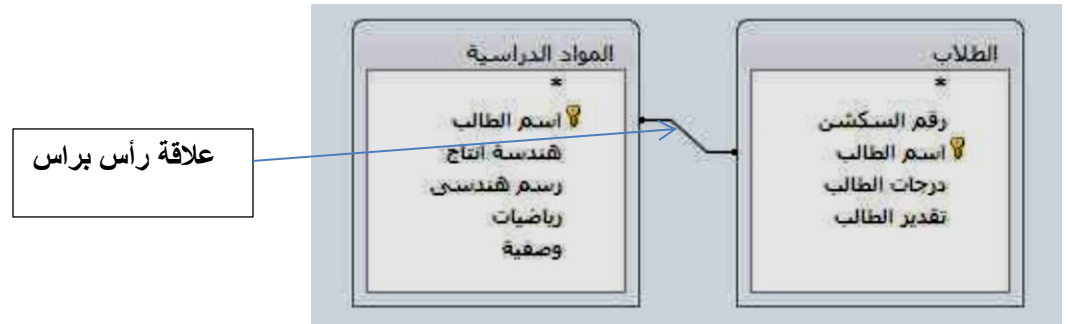 الطلاب
*
رقم السكشن
اسم الطالب
درجات الطالب
تقدير الطالب
المواد الدراسية
*
اسم الطالب
هندسة انتاج
رسم هندسى
رياضيات
وصفية
علاقة رأس براس